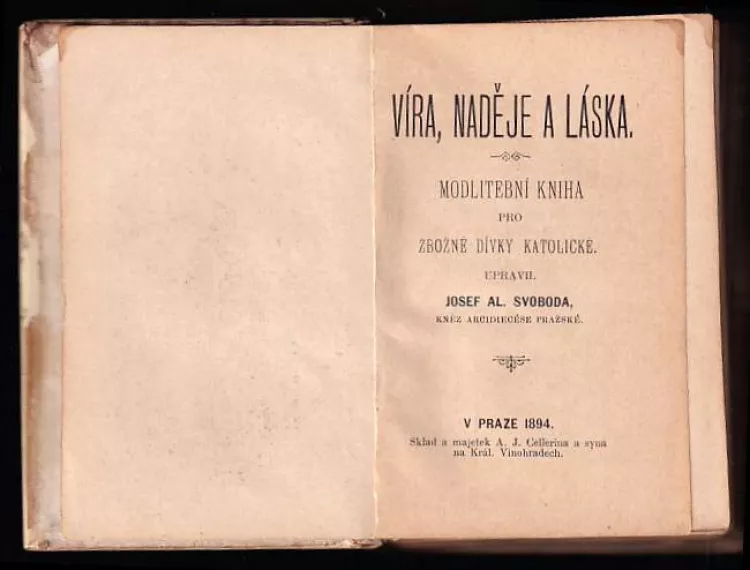 VÍRA, NADĚJE A LÁSKA.
MODLITEBNÍ KNIHA
PRO
ZBOŽNÉ DÍVKY KATOLICKÉ.
UPRAVIL
JOSEF AL. SVOBODA,
KNĚZ ARCIDIECÉSE PRAŽSKÉ.
V PRAZE 1894.
Sklad a majetek A. J. Cellerina a syna
na Král. Vinohradech.